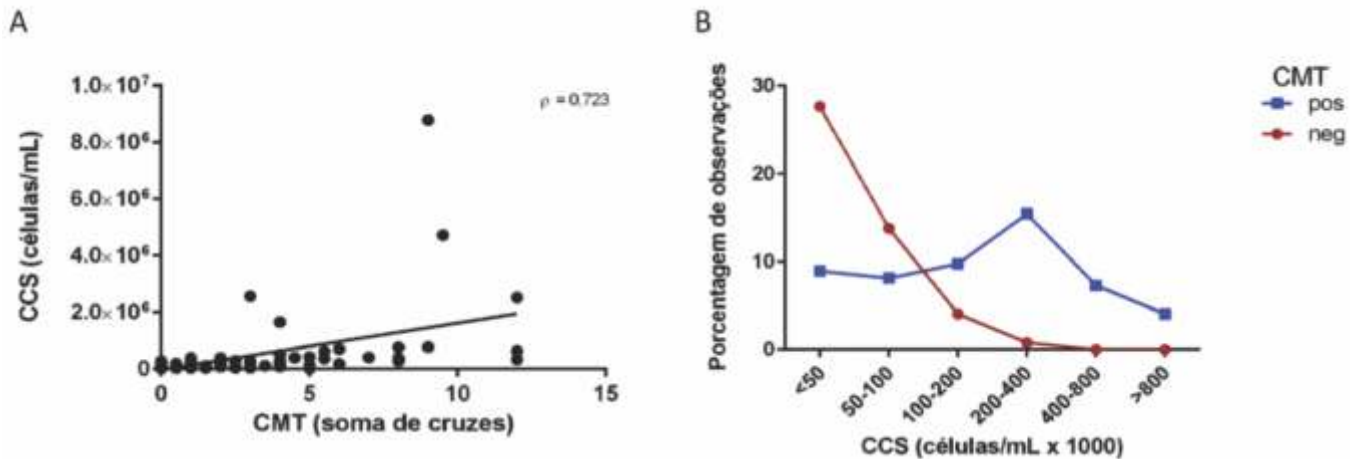 A
CCS (células/mL)
1.0×10⁷
8.0×10⁶
6.0×10⁶
4.0×10⁶
2.0×10⁶
0
0
5
10
15
CMT (soma de cruzes)
ρ = 0.723
B
Porcentagem de observações
30
20
10
0
<50
50-100
100-200
200-400
400-800
>800
CCS (células/mL x 1000)
CMT
pos
neg